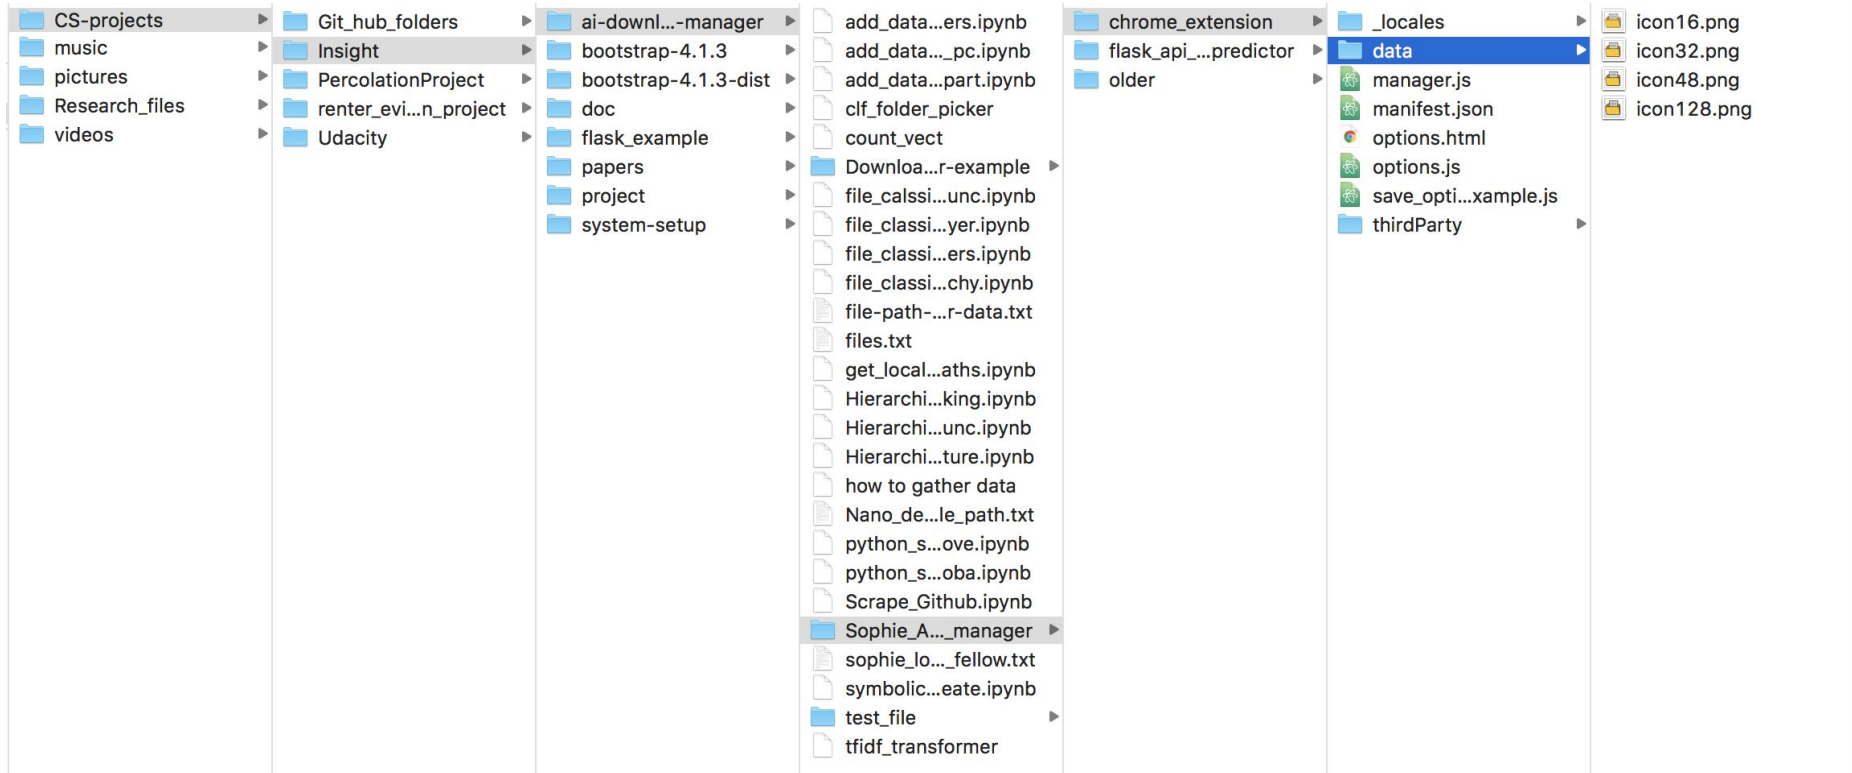 CS-projects
music
pictures
Research_files
videos
Git_hub_folders
Insight
PercolationProject
renter_evi...n_project
Udacity
ai-downl...-manager
bootstrap-4.1.3
bootstrap-4.1.3-dist
doc
flask_example
papers
project
system-setup
add_data...ers.ipynb
add_data..._pc.ipynb
add_data...part.ipynb
clf_folder_picker
count_vect
Downloa...r-example
file_calssi...unc.ipynb
file_classi...yer.ipynb
file_classi...ers.ipynb
file_classi...chy.ipynb
file-path-...r-data.txt
files.txt
get_local...aths.ipynb
Hierarchi...king.ipynb
Hierarchi...unc.ipynb
Hierarchi...ture.ipynb
how to gather data
Nano_de...le_path.txt
python_s...ove.ipynb
python_s...oba.ipynb
Scrape_Github.ipynb
Sophie_A..._manager
sophie_lo..._fellow.txt
symbolic...eate.ipynb
test_file
tfidf_transformer
chrome_extension
flask_api_...predictor
older
_locales
data
manager.js
manifest.json
options.html
options.js
save_opti...xample.js
thirdParty
icon16.png
icon32.png
icon48.png
icon128.png